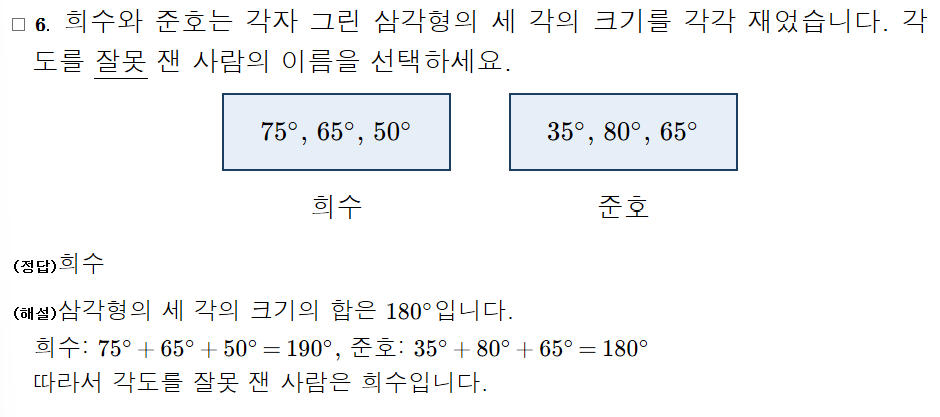 □ 6. 희수와 준호는 각자 그린 삼각형의 세 각의 크기를 각각 재었습니다. 각
도를 잘못 잰 사람의 이름을 선택하세요.
75°, 65°, 50°
35°, 80°, 65°
희수
준호
(정답)희수
(해설)삼각형의 세 각의 크기의 합은 180°입니다.
희수: 75°+65°+50°=190°, 준호: 35°+80°+65°=180°
따라서 각도를 잘못 잰 사람은 희수입니다.